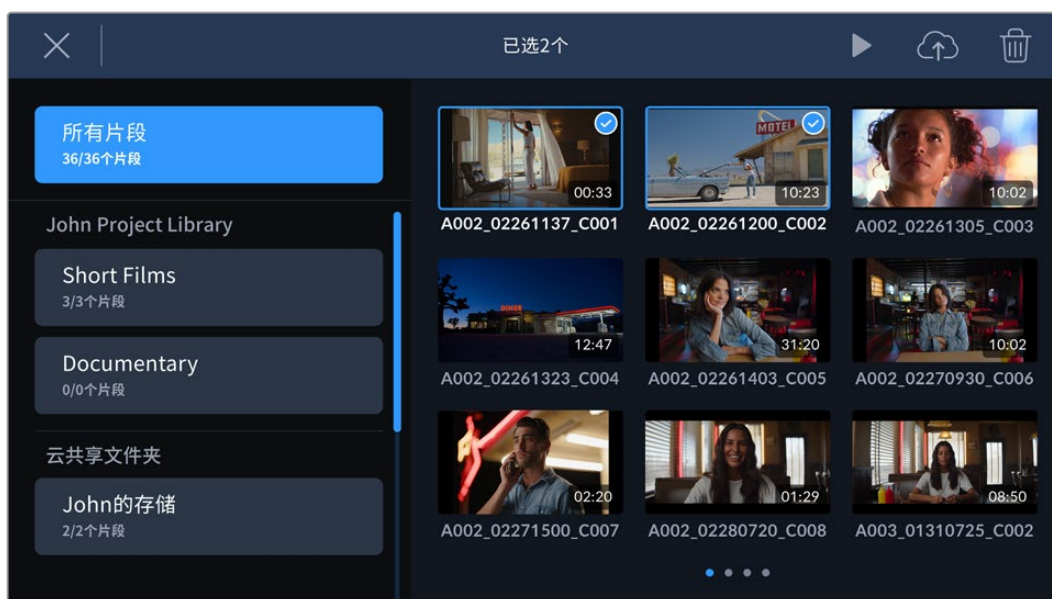 已选2个
所有片段
36/36个片段
John Project Library
Short Films
3/3个片段
Documentary
0/0个片段
云共享文件夹
John的存储
2/2个片段
00:33
A002_02261137_C001
MOTEL
10:23
A002_02261200_C002
10:02
A002_02261305_C003
DINER
12:47
A002_02261323_C004
31:20
A002_02261403_C005
10:02
A002_02270930_C006
02:20
A002_02271500_C007
01:29
A002_02280720_C008
08:50
A003_01310725_C002